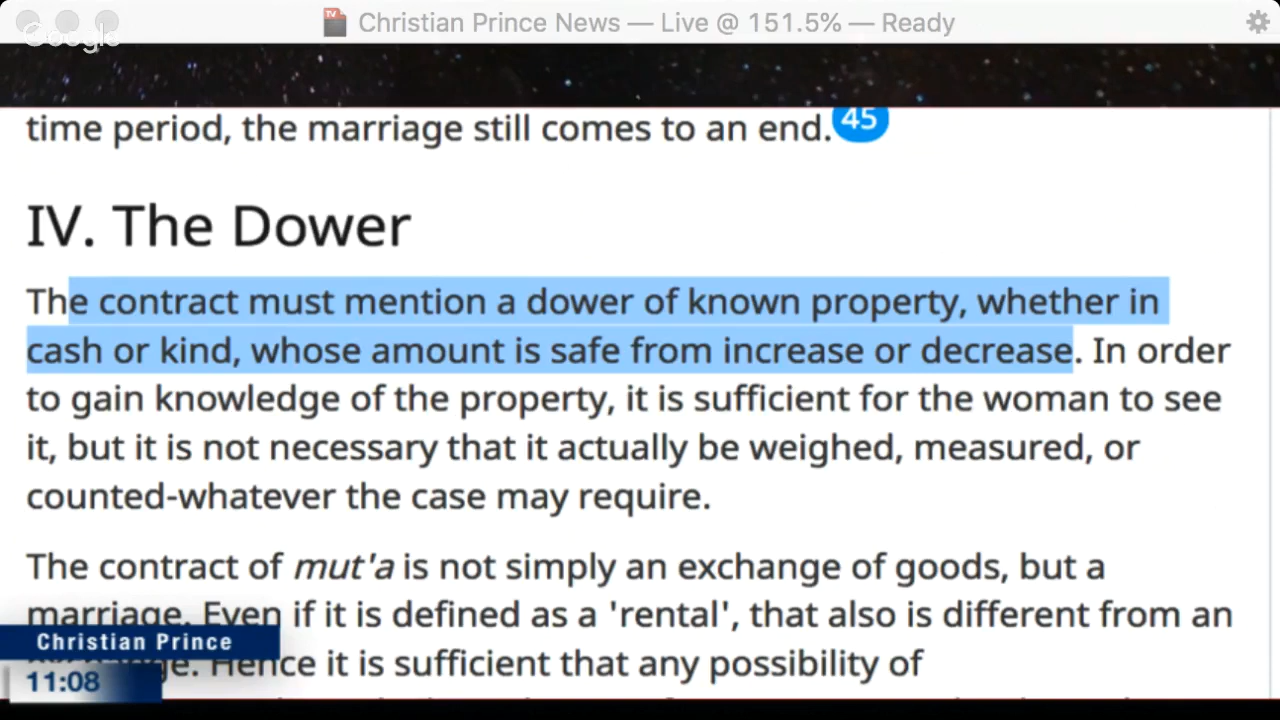 TV Christian Prince News — Live @ 151.5% — Ready
Google
time period, the marriage still comes to an end. 45
IV. The Dower
The contract must mention a dower of known property, whether in
cash or kind, whose amount is safe from increase or decrease. In order
to gain knowledge of the property, it is sufficient for the woman to see
it, but it is not necessary that it actually be weighed, measured, or
counted-whatever the case may require.
The contract of mut'a is not simply an exchange of goods, but a
marriage. Even if it is defined as a 'rental', that also is different from an
Hence it is sufficient that any possibility of
Christian Prince
11:08